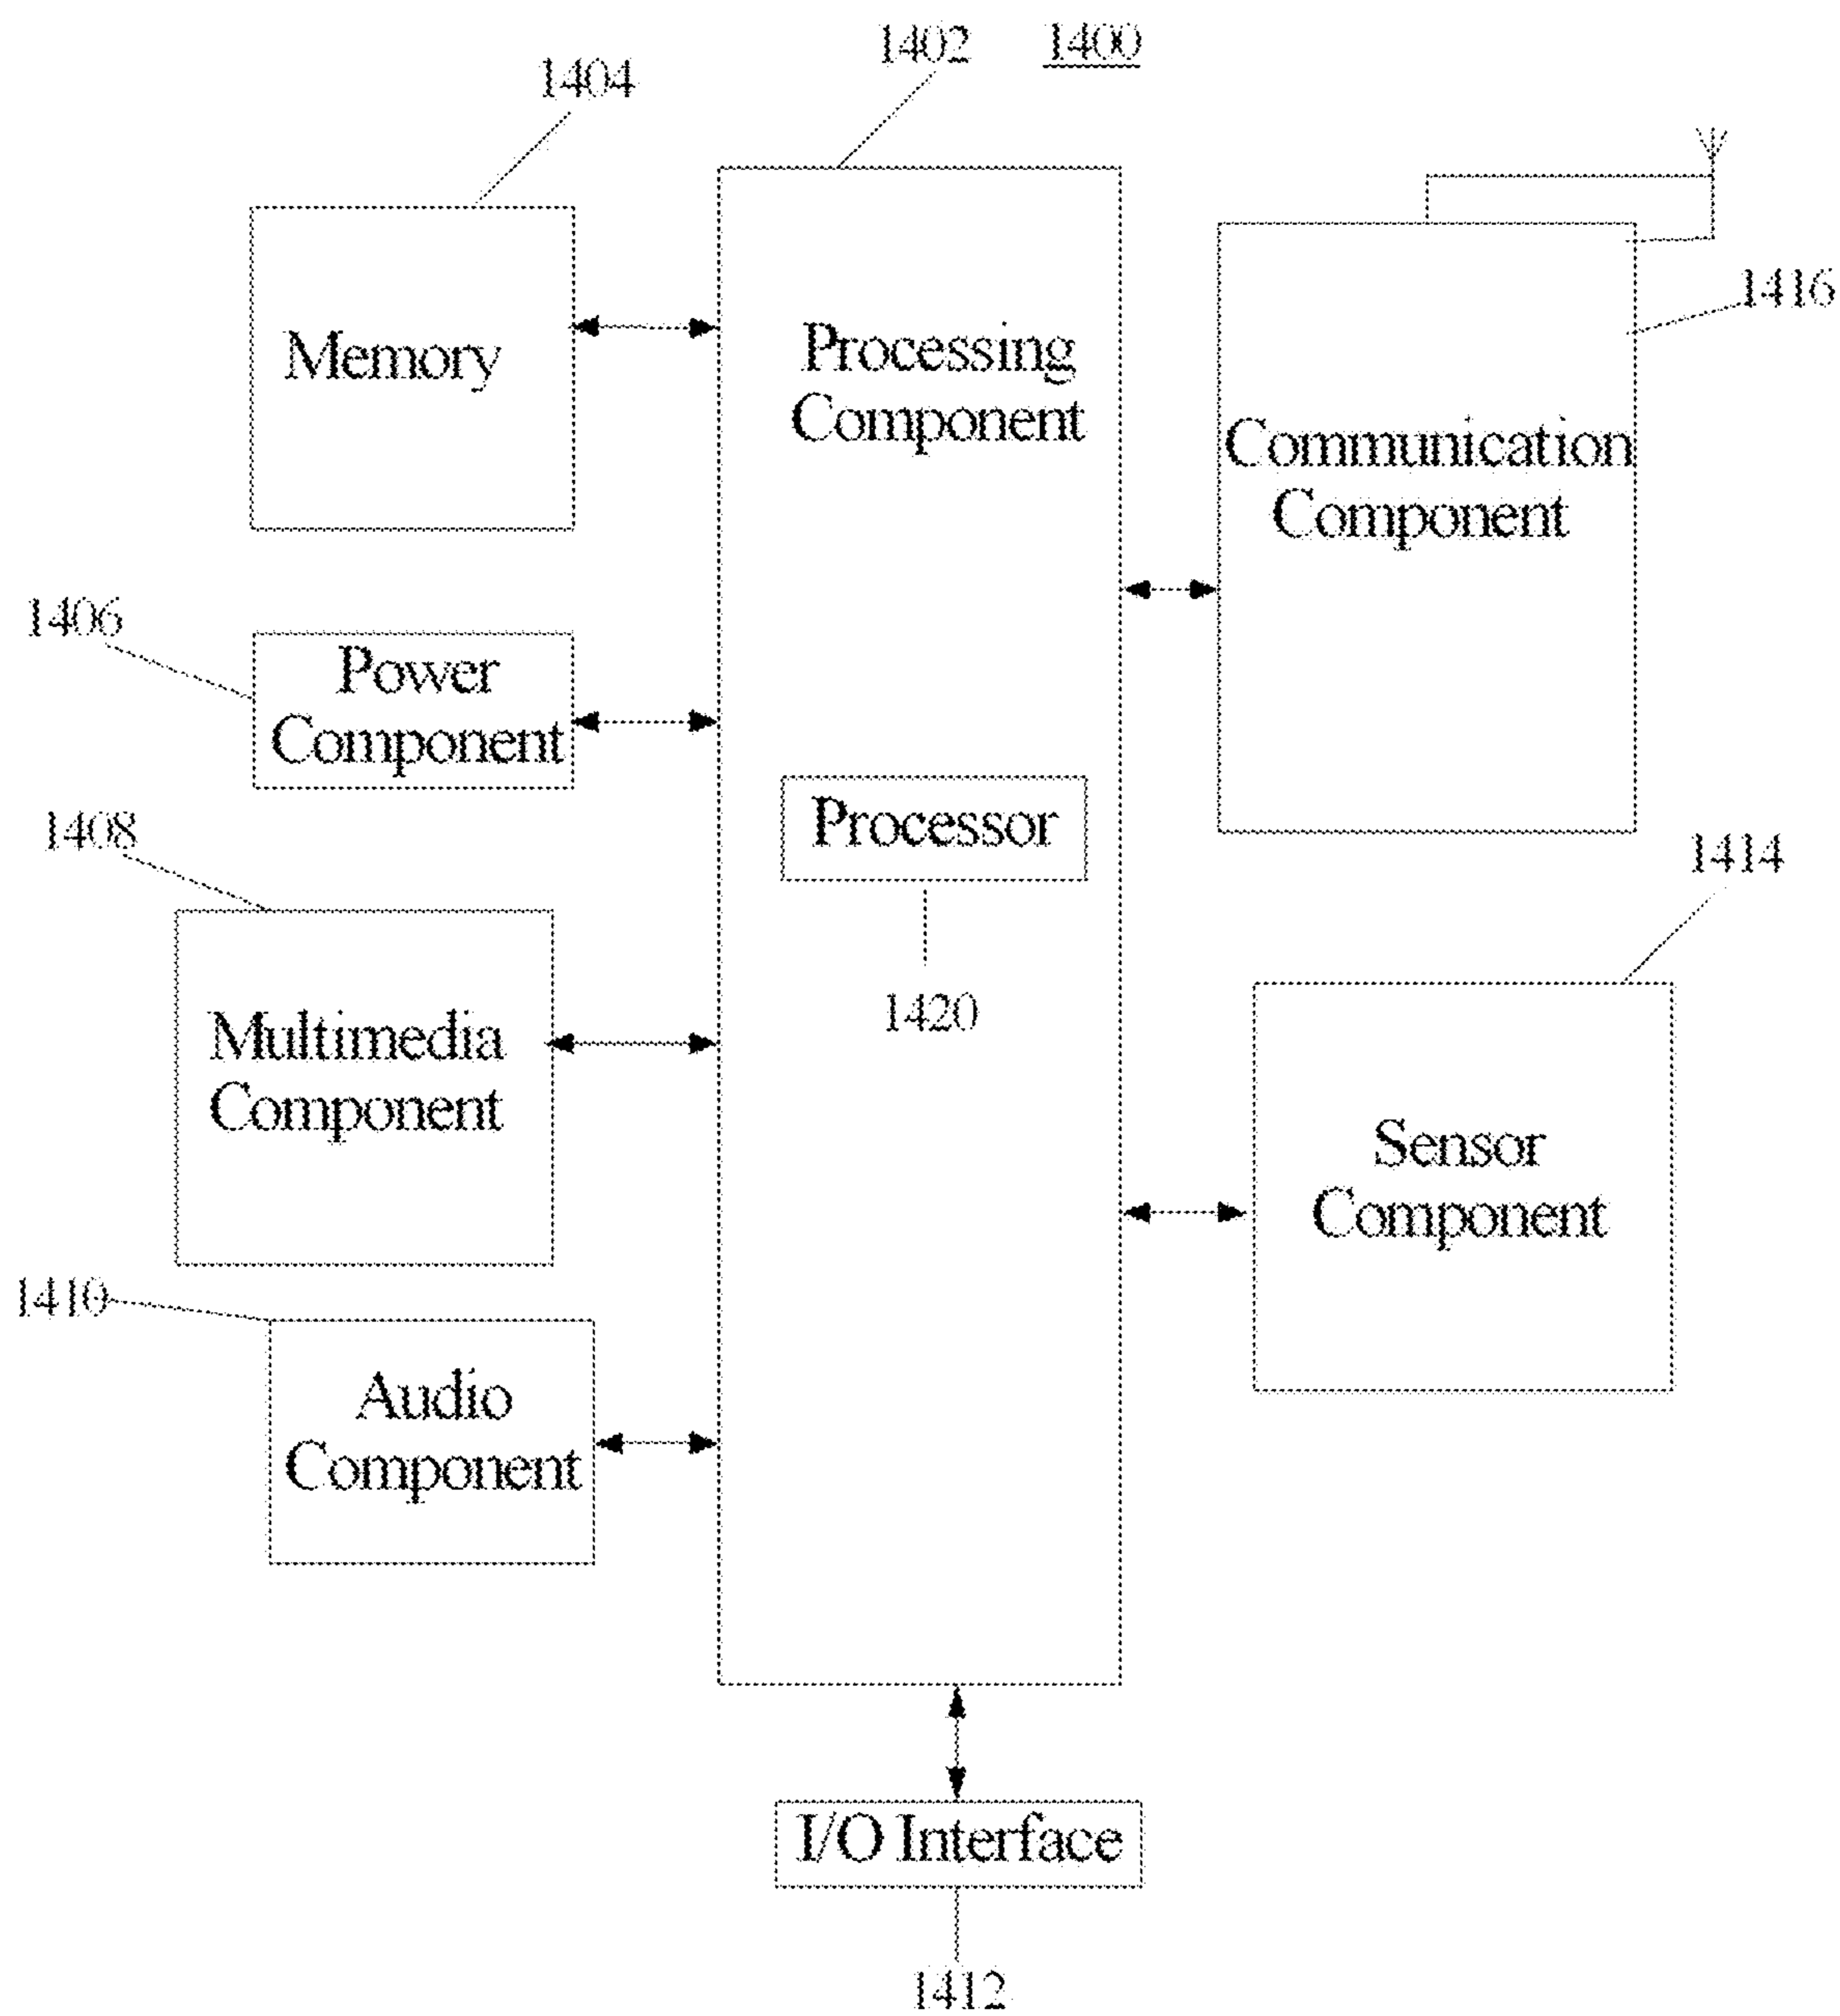 1402
1400
1404
Memory
Processing
Component
1416
Communication
Component
1406
Power
Component
Processor
1408
1414
1420
Multimedia
Component
Sensor
Component
1410
Audio
Component
I/O Interface
1412